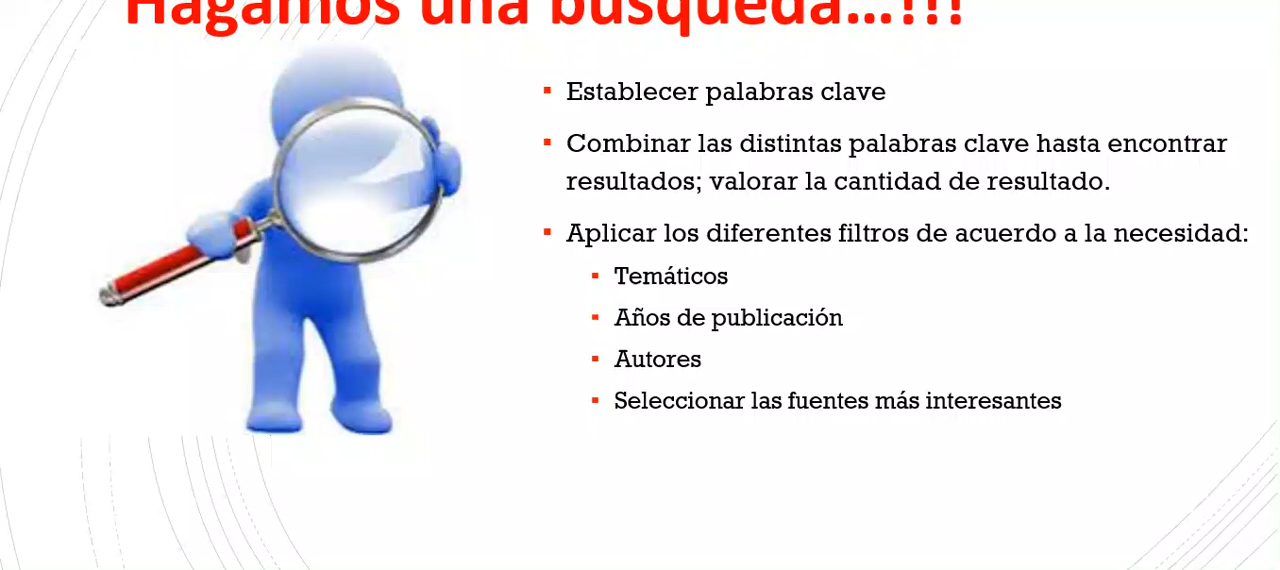 Hagamos una búsqueda...!!!
Establecer palabras clave
Combinar las distintas palabras clave hasta encontrar
resultados; valorar la cantidad de resultado.
Aplicar los diferentes filtros de acuerdo a la necesidad:
Temáticos
Años de publicación
Autores
Seleccionar las fuentes más interesantes